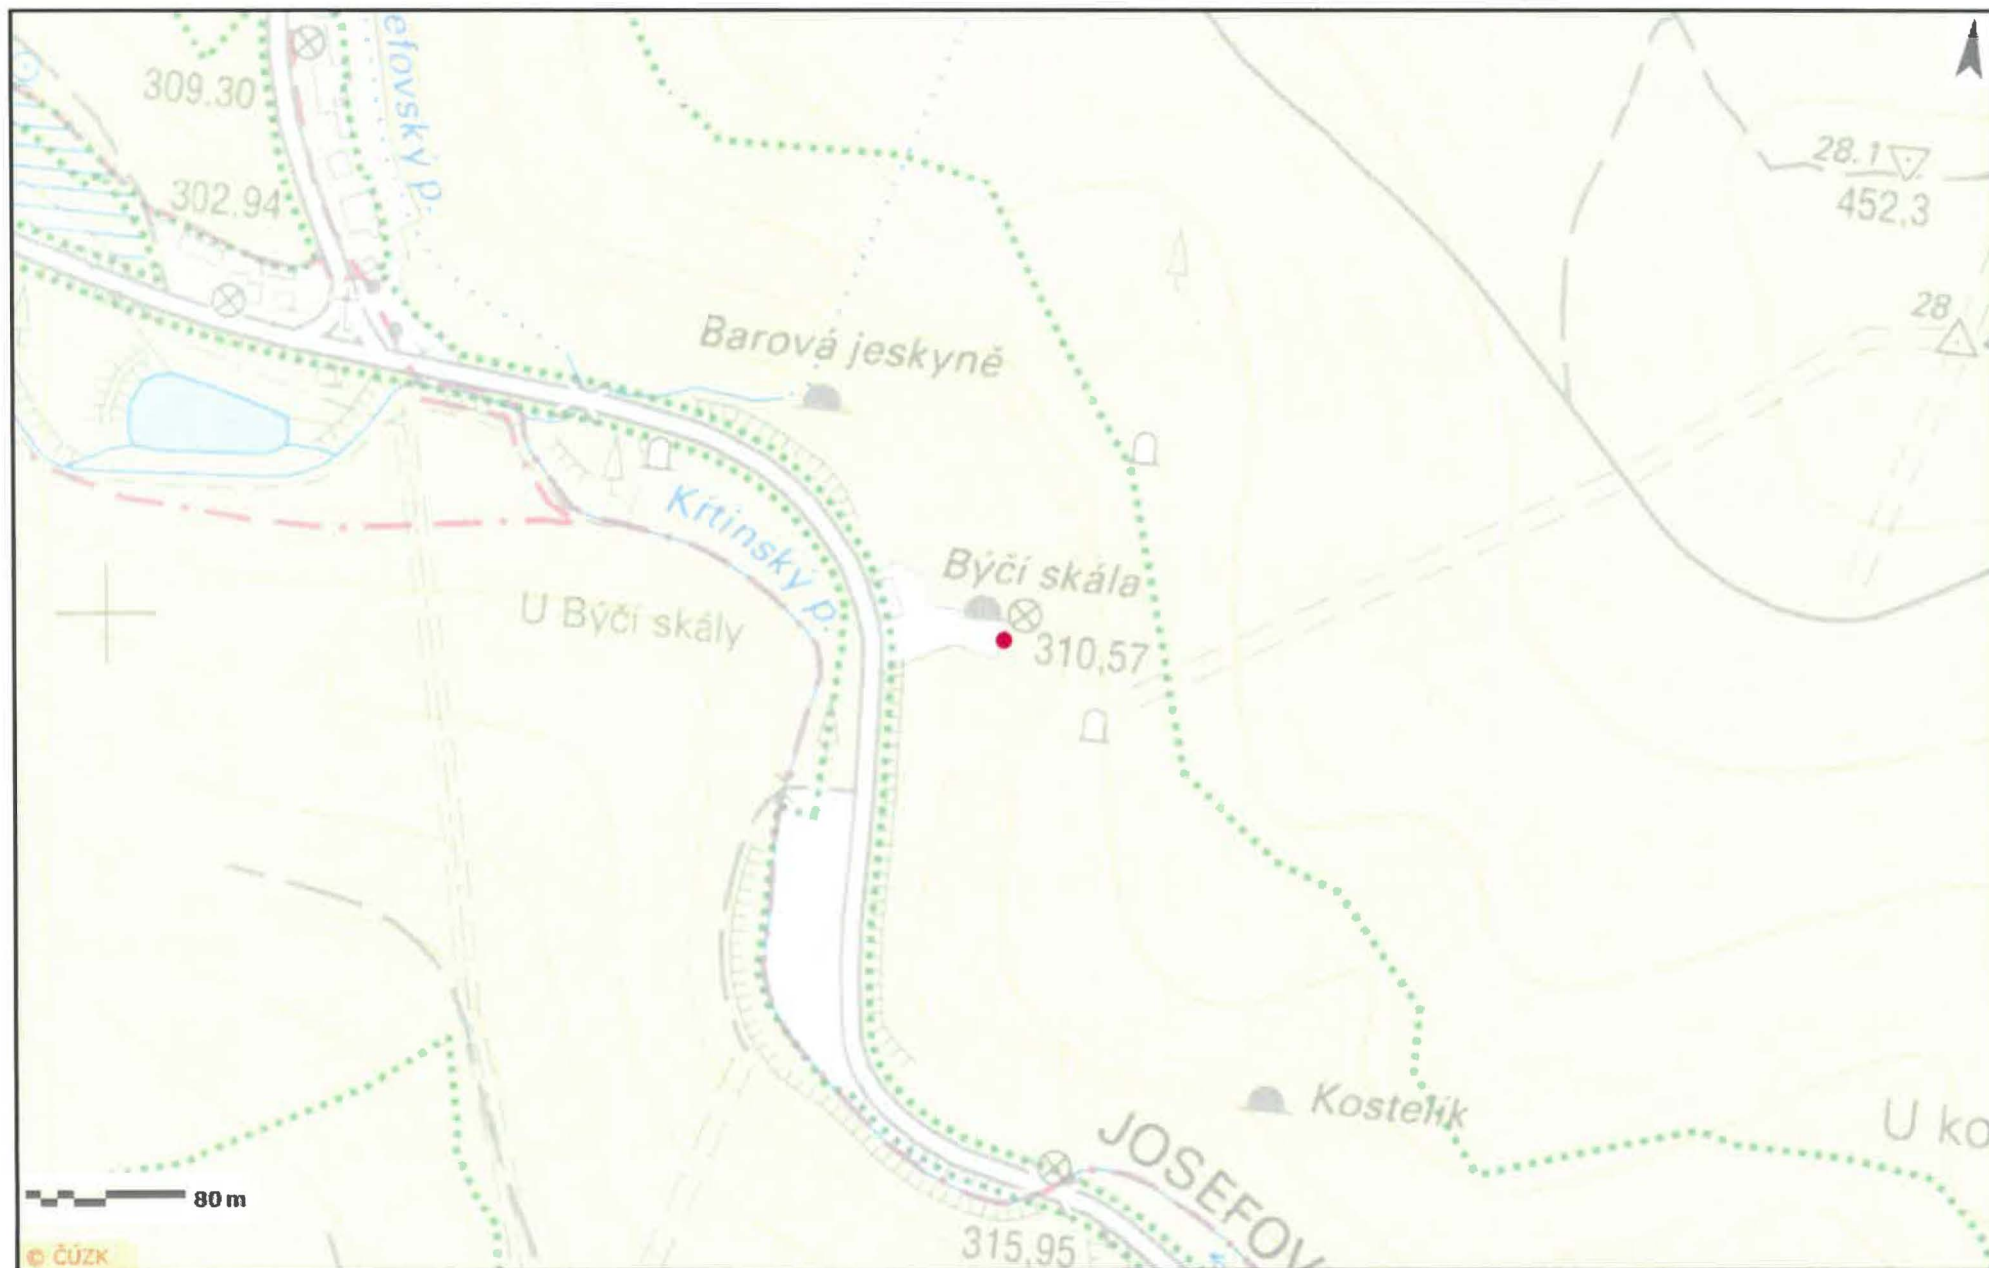 efovský p.
309.30
28.1
302.94
452,3
28
Barová jeskyně
Křtinský p.
Býčí skála
U Býčí skály
310,57
Kostelík
JOSEFOV
U ko
80 m
315,95
© ČÚZK